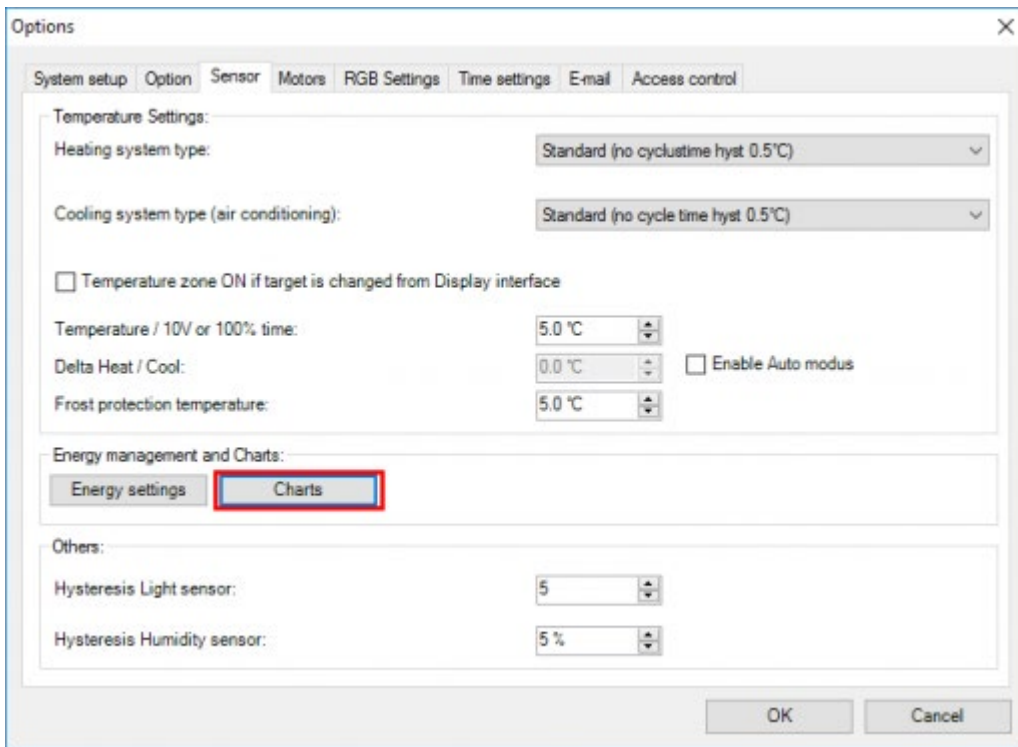 Options
System setup Option Sensor Motors RGB Settings Time settings E-mail Access control
Temperature Settings:
Heating system type: Standard (no cyclustime hyst 0.5℃)
Cooling system type (air conditioning): Standard (no cycle time hyst 0.5℃)
Temperature zone ON if target is changed from Display interface
Temperature / 10V or 100% time: 5.0 ℃
Delta Heat / Cool: 0.0 ℃ Enable Auto modus
Frost protection temperature: 5.0 ℃
Energy management and Charts:
Energy settings Charts
Others:
Hysteresis Light sensor: 5
Hysteresis Humidity sensor: 5 %
OK Cancel